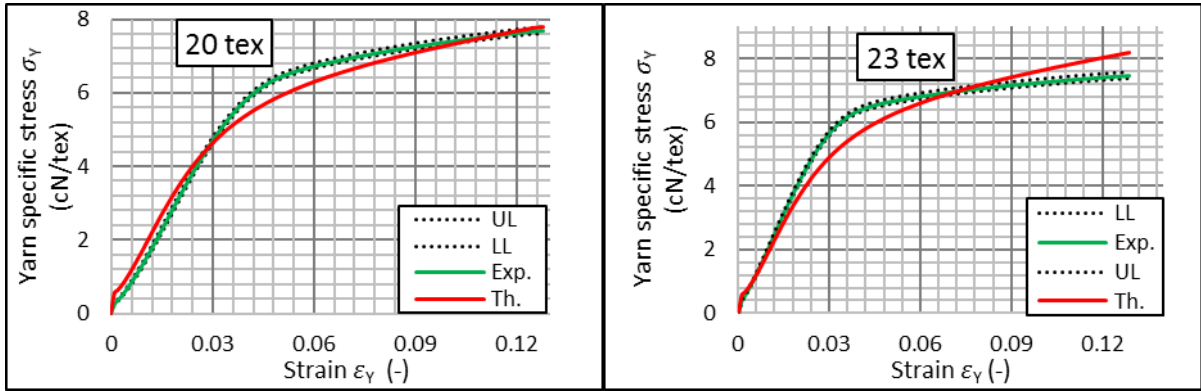 20 tex
Yarn specific stress σY
(cN/tex)
8
6
4
2
0
UL
LL
Exp.
Th.
0 0.03 0.06 0.09 0.12
Strain εY (-)
23 tex
Yarn specific stress σY
(cN/tex)
8
6
4
2
0
LL
Exp.
UL
Th.
0 0.03 0.06 0.09 0.12
Strain εY (-)